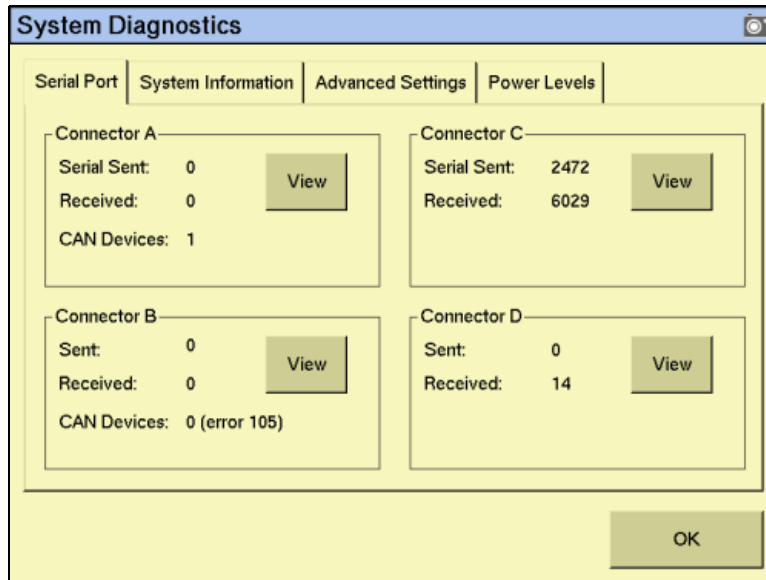 System Diagnostics
Serial Port
System Information
Advanced Settings
Power Levels
Connector A
Serial Sent: 0
Received: 0
CAN Devices: 1
View
Connector C
Serial Sent: 2472
Received: 6029
View
Connector B
Sent: 0
Received: 0
CAN Devices: 0 (error 105)
View
Connector D
Sent: 0
Received: 14
View
OK